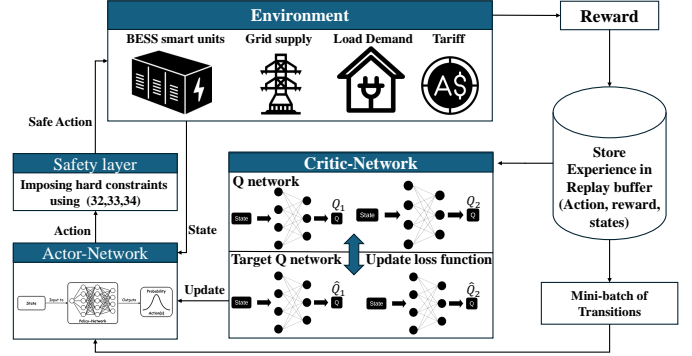 Environment
BESS smart units
Grid supply
Load Demand
Tariff
A$
Reward
Safe Action
Safety layer
Imposing hard constraints
using (32,33,34)
Action
State
Actor-Network
State
Input to
Policy-Network
Outputs
Probability
Action(s)
Update
Critic-Network
Q network
State
Q₁
Q
State
Q₂
Q
Target Q network
Update loss function
State
Q̂₁
Q
State
Q̂₂
Q
Store
Experience in
Replay buffer
(Action, reward,
states)
Mini-batch of
Transitions